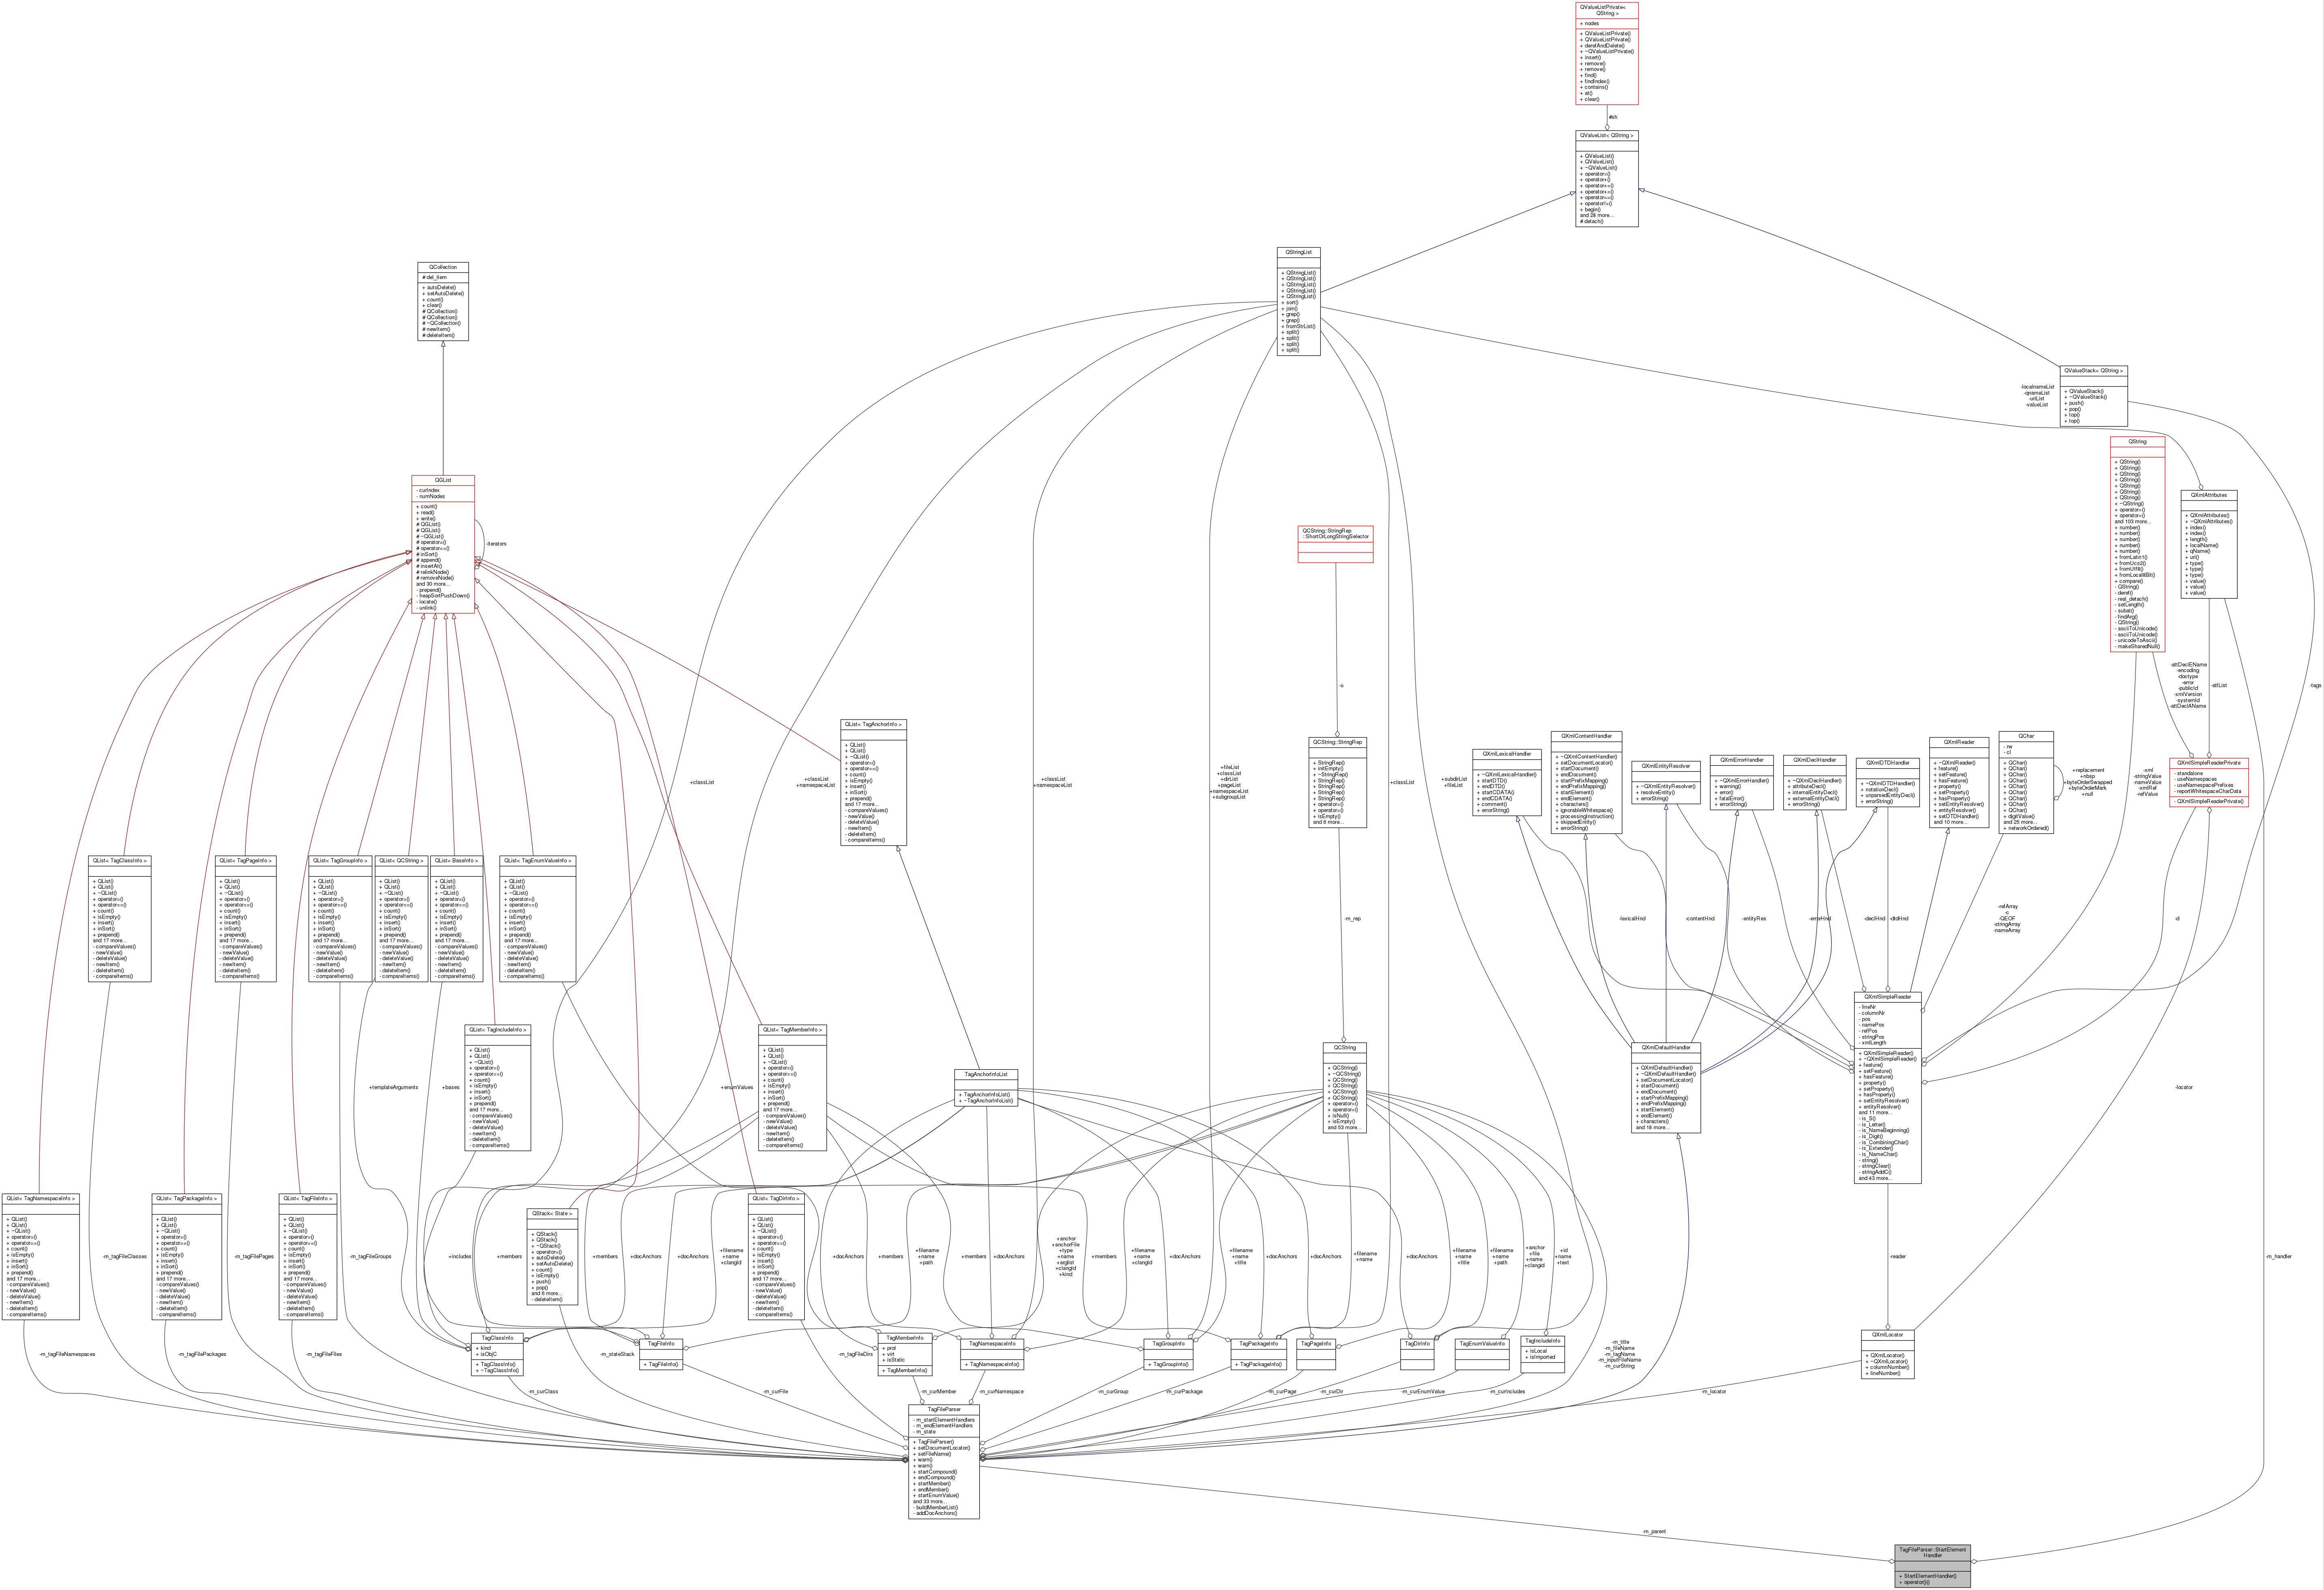 QValueListPrivate<
QString >
+ nodes
+ QValueListPrivate()
+ QValueListPrivate()
+ derefAndDelete()
+ ~QValueListPrivate()
+ insert()
+ remove()
+ remove()
+ find()
+ findIndex()
+ contains()
+ at()
+ clear()
#sh
QValueList< QString >
+ QValueList()
+ QValueList()
+ ~QValueList()
+ operator=()
+ operator+()
+ operator+=()
+ operator+=()
+ operator==()
+ operator!=()
+ begin()
and 28 more...
# detach()
QStringList
+ QStringList()
+ QStringList()
+ QStringList()
+ QStringList()
+ QStringList()
+ sort()
+ join()
+ grep()
+ grep()
+ fromStrList()
+ split()
+ split()
+ split()
+ split()
QCollection
# del_item
+ autoDelete()
+ setAutoDelete()
+ count()
+ clear()
# QCollection()
# QCollection()
# ~QCollection()
# newItem()
# deleteItem()
QValueStack< QString >
+ QValueStack()
+ ~QValueStack()
+ push()
+ pop()
+ top()
+ top()
-localnameList
-qnameList
-uriList
-valueList
QGList
- curIndex
- numNodes
+ count()
+ read()
+ write()
# QGList()
# QGList()
# ~QGList()
# operator=()
# operator==()
# inSort()
# append()
# insertAt()
# relinkNode()
# removeNode()
and 30 more...
- prepend()
- heapSortPushDown()
- locate()
- unlink()
-iterators
QString
+ QString()
+ QString()
+ QString()
+ QString()
+ QString()
+ QString()
+ QString()
+ ~QString()
+ operator=()
+ operator=()
and 103 more...
+ number()
+ number()
+ number()
+ number()
+ number()
+ fromLatin1()
+ fromUcs2()
+ fromUtf8()
+ fromLocal8Bit()
+ compare()
- QString()
- deref()
- real_detach()
- setLength()
- subat()
- findArg()
- QString()
- asciiToUnicode()
- asciiToUnicode()
- unicodeToAscii()
- makeSharedNull()
QXmlAttributes
+ QXmlAttributes()
+ ~QXmlAttributes()
+ index()
+ index()
+ length()
+ localName()
+ qName()
+ uri()
+ type()
+ type()
+ type()
+ value()
+ value()
+ value()
QCString::StringRep
::ShortOrLongStringSelector
-u
-attDeclEName
-encoding
-doctype
-error
-publicId
-xmlVersion
-systemId
-attDeclAName
-attList
-tags
QList< TagAnchorInfo >
+ QList()
+ QList()
+ ~QList()
+ operator=()
+ operator==()
+ count()
+ isEmpty()
+ insert()
+ inSort()
+ prepend()
and 17 more...
- compareValues()
- newValue()
- deleteValue()
- newItem()
- deleteItem()
- compareItems()
QCString::StringRep
+ StringRep()
+ initEmpty()
+ ~StringRep()
+ StringRep()
+ StringRep()
+ StringRep()
+ StringRep()
+ operator=()
+ operator=()
+ isEmpty()
and 6 more...
QXmlLexicalHandler
+ ~QXmlLexicalHandler()
+ startDTD()
+ endDTD()
+ startCDATA()
+ endCDATA()
+ comment()
+ errorString()
QXmlContentHandler
+ ~QXmlContentHandler()
+ setDocumentLocator()
+ startDocument()
+ endDocument()
+ startPrefixMapping()
+ endPrefixMapping()
+ startElement()
+ endElement()
+ characters()
+ ignorableWhitespace()
+ processingInstruction()
+ skippedEntity()
+ errorString()
QXmlEntityResolver
+ ~QXmlEntityResolver()
+ resolveEntity()
+ errorString()
QXmlErrorHandler
+ ~QXmlErrorHandler()
+ warning()
+ error()
+ fatalError()
+ errorString()
QXmlDeclHandler
+ ~QXmlDeclHandler()
+ attributeDecl()
+ internalEntityDecl()
+ externalEntityDecl()
+ errorString()
QXmlDTDHandler
+ ~QXmlDTDHandler()
+ notationDecl()
+ unparsedEntityDecl()
+ errorString()
QXmlReader
+ ~QXmlReader()
+ feature()
+ setFeature()
+ hasFeature()
+ property()
+ setProperty()
+ hasProperty()
+ setEntityResolver()
+ entityResolver()
+ setDTDHandler()
and 10 more...
QChar
- rw
- cl
+ QChar()
+ QChar()
+ QChar()
+ QChar()
+ QChar()
+ QChar()
+ QChar()
+ QChar()
+ QChar()
+ digitValue()
and 25 more...
+ networkOrdered()
+replacement
+nbsp
+byteOrderSwapped
+byteOrderMark
+null
-xml
-stringValue
-nameValue
-xmlRef
-refValue
QXmlSimpleReaderPrivate
- standalone
- useNamespaces
- useNamespacePrefixes
- reportWhitespaceCharData
- QXmlSimpleReaderPrivate()
+classList
+classList
+namespaceList
+classList
+namespaceList
+fileList
+classList
+dirList
+pageList
+namespaceList
+subgroupList
+classList
+subdirList
+fileList
QList< TagClassInfo >
+ QList()
+ QList()
+ ~QList()
+ operator=()
+ operator==()
+ count()
+ isEmpty()
+ insert()
+ inSort()
+ prepend()
and 17 more...
- compareValues()
- newValue()
- deleteValue()
- newItem()
- deleteItem()
- compareItems()
QList< TagPageInfo >
+ QList()
+ QList()
+ ~QList()
+ operator=()
+ operator==()
+ count()
+ isEmpty()
+ insert()
+ inSort()
+ prepend()
and 17 more...
- compareValues()
- newValue()
- deleteValue()
- newItem()
- deleteItem()
- compareItems()
QList< TagGroupInfo >
+ QList()
+ QList()
+ ~QList()
+ operator=()
+ operator==()
+ count()
+ isEmpty()
+ insert()
+ inSort()
+ prepend()
and 17 more...
- compareValues()
- newValue()
- deleteValue()
- newItem()
- deleteItem()
- compareItems()
QList< QCString >
+ QList()
+ QList()
+ ~QList()
+ operator=()
+ operator==()
+ count()
+ isEmpty()
+ insert()
+ inSort()
+ prepend()
and 17 more...
- compareValues()
- newValue()
- deleteValue()
- newItem()
- deleteItem()
- compareItems()
QList< BaseInfo >
+ QList()
+ QList()
+ ~QList()
+ operator=()
+ operator==()
+ count()
+ isEmpty()
+ insert()
+ inSort()
+ prepend()
and 17 more...
- compareValues()
- newValue()
- deleteValue()
- newItem()
- deleteItem()
- compareItems()
QList< TagEnumValueInfo >
+ QList()
+ QList()
+ ~QList()
+ operator=()
+ operator==()
+ count()
+ isEmpty()
+ insert()
+ inSort()
+ prepend()
and 17 more...
- compareValues()
- newValue()
- deleteValue()
- newItem()
- deleteItem()
- compareItems()
-m_rep
-lexicalHnd
-contentHnd
-entityRes
-errorHnd
-declHnd
-dtdHnd
-refArray
-c
-QEOF
-stringArray
-nameArray
-d
QXmlSimpleReader
- lineNr
- columnNr
- pos
- namePos
- refPos
- stringPos
- xmlLength
+ QXmlSimpleReader()
+ ~QXmlSimpleReader()
+ feature()
+ setFeature()
+ hasFeature()
+ property()
+ setProperty()
+ hasProperty()
+ setEntityResolver()
+ entityResolver()
and 11 more...
- is_S()
- is_Letter()
- is_NameBeginning()
- is_Digit()
- is_CombiningChar()
- is_Extender()
- is_NameChar()
- string()
- stringClear()
- stringAddC()
and 43 more...
QList< TagIncludeInfo >
+ QList()
+ QList()
+ ~QList()
+ operator=()
+ operator==()
+ count()
+ isEmpty()
+ insert()
+ inSort()
+ prepend()
and 17 more...
- compareValues()
- newValue()
- deleteValue()
- newItem()
- deleteItem()
- compareItems()
QList< TagMemberInfo >
+ QList()
+ QList()
+ ~QList()
+ operator=()
+ operator==()
+ count()
+ isEmpty()
+ insert()
+ inSort()
+ prepend()
and 17 more...
- compareValues()
- newValue()
- deleteValue()
- newItem()
- deleteItem()
- compareItems()
TagAnchorInfoList
+ TagAnchorInfoList()
+ ~TagAnchorInfoList()
QCString
+ QCString()
+ ~QCString()
+ QCString()
+ QCString()
+ QCString()
+ QCString()
+ operator=()
+ operator=()
+ isNull()
+ isEmpty()
and 53 more...
QXmlDefaultHandler
+ QXmlDefaultHandler()
+ ~QXmlDefaultHandler()
+ setDocumentLocator()
+ startDocument()
+ endDocument()
+ startPrefixMapping()
+ endPrefixMapping()
+ startElement()
+ endElement()
+ characters()
and 18 more...
+templateArguments
+bases
+enumValues
-locator
QList< TagNamespaceInfo >
+ QList()
+ QList()
+ ~QList()
+ operator=()
+ operator==()
+ count()
+ isEmpty()
+ insert()
+ inSort()
+ prepend()
and 17 more...
- compareValues()
- newValue()
- deleteValue()
- newItem()
- deleteItem()
- compareItems()
-m_tagFileClasses
QList< TagPackageInfo >
+ QList()
+ QList()
+ ~QList()
+ operator=()
+ operator==()
+ count()
+ isEmpty()
+ insert()
+ inSort()
+ prepend()
and 17 more...
- compareValues()
- newValue()
- deleteValue()
- newItem()
- deleteItem()
- compareItems()
-m_tagFilePages
QList< TagFileInfo >
+ QList()
+ QList()
+ ~QList()
+ operator=()
+ operator==()
+ count()
+ isEmpty()
+ insert()
+ inSort()
+ prepend()
and 17 more...
- compareValues()
- newValue()
- deleteValue()
- newItem()
- deleteItem()
- compareItems()
-m_tagFileGroups
+includes
+members
QStack< State >
+ QStack()
+ QStack()
+ ~QStack()
+ operator=()
+ autoDelete()
+ setAutoDelete()
+ count()
+ isEmpty()
+ push()
+ pop()
and 6 more...
- deleteItem()
+members
+docAnchors
+docAnchors
+filename
+name
+clangId
QList< TagDirInfo >
+ QList()
+ QList()
+ ~QList()
+ operator=()
+ operator==()
+ count()
+ isEmpty()
+ insert()
+ inSort()
+ prepend()
and 17 more...
- compareValues()
- newValue()
- deleteValue()
- newItem()
- deleteItem()
- compareItems()
+docAnchors
+members
+filename
+name
+path
+members
+docAnchors
+anchor
+anchorFile
+type
+name
+arglist
+clangId
+kind
+members
+filename
+name
+clangId
+docAnchors
+filename
+name
+title
+docAnchors
+docAnchors
+filename
+name
+docAnchors
+filename
+name
+title
+filename
+name
+path
+anchor
+file
+name
+clangId
+id
+name
+text
-reader
-m_handler
-m_tagFileNamespaces
-m_tagFilePackages
-m_tagFileFiles
TagClassInfo
+ kind
+ isObjC
+ TagClassInfo()
+ ~TagClassInfo()
-m_stateStack
TagFileInfo
+ TagFileInfo()
-m_tagFileDirs
TagMemberInfo
+ prot
+ virt
+ isStatic
+ TagMemberInfo()
TagNamespaceInfo
+ TagNamespaceInfo()
TagGroupInfo
+ TagGroupInfo()
TagPackageInfo
+ TagPackageInfo()
TagPageInfo
TagDirInfo
TagEnumValueInfo
TagIncludeInfo
+ isLocal
+ isImported
-m_title
-m_fileName
-m_tagName
-m_inputFileName
-m_curString
QXmlLocator
+ QXmlLocator()
+ ~QXmlLocator()
+ columnNumber()
+ lineNumber()
-m_curClass
-m_curFile
-m_curMember
-m_curNamespace
-m_curGroup
-m_curPackage
-m_curPage
-m_curDir
-m_curEnumValue
-m_curIncludes
-m_locator
TagFileParser
- m_startElementHandlers
- m_endElementHandlers
- m_state
+ TagFileParser()
+ setDocumentLocator()
+ setFileName()
+ warn()
+ warn()
+ startCompound()
+ endCompound()
+ startMember()
+ endMember()
+ startEnumValue()
and 33 more...
- buildMemberList()
- addDocAnchors()
-m_parent
TagFileParser::StartElement
Handler
+ StartElementHandler()
+ operator()()